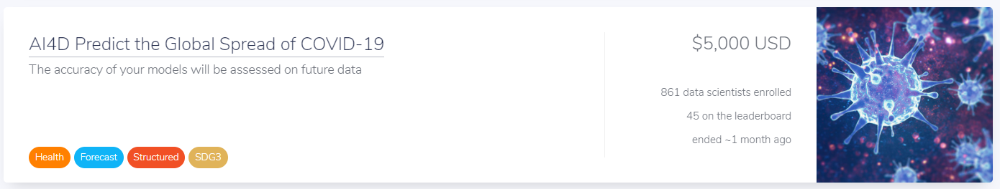 AI4D Predict the Global Spread of COVID-19
The accuracy of your models will be assessed on future data
Health Forecast Structured SDG3
$5,000 USD
861 data scientists enrolled
45 on the leaderboard
ended ~1 month ago